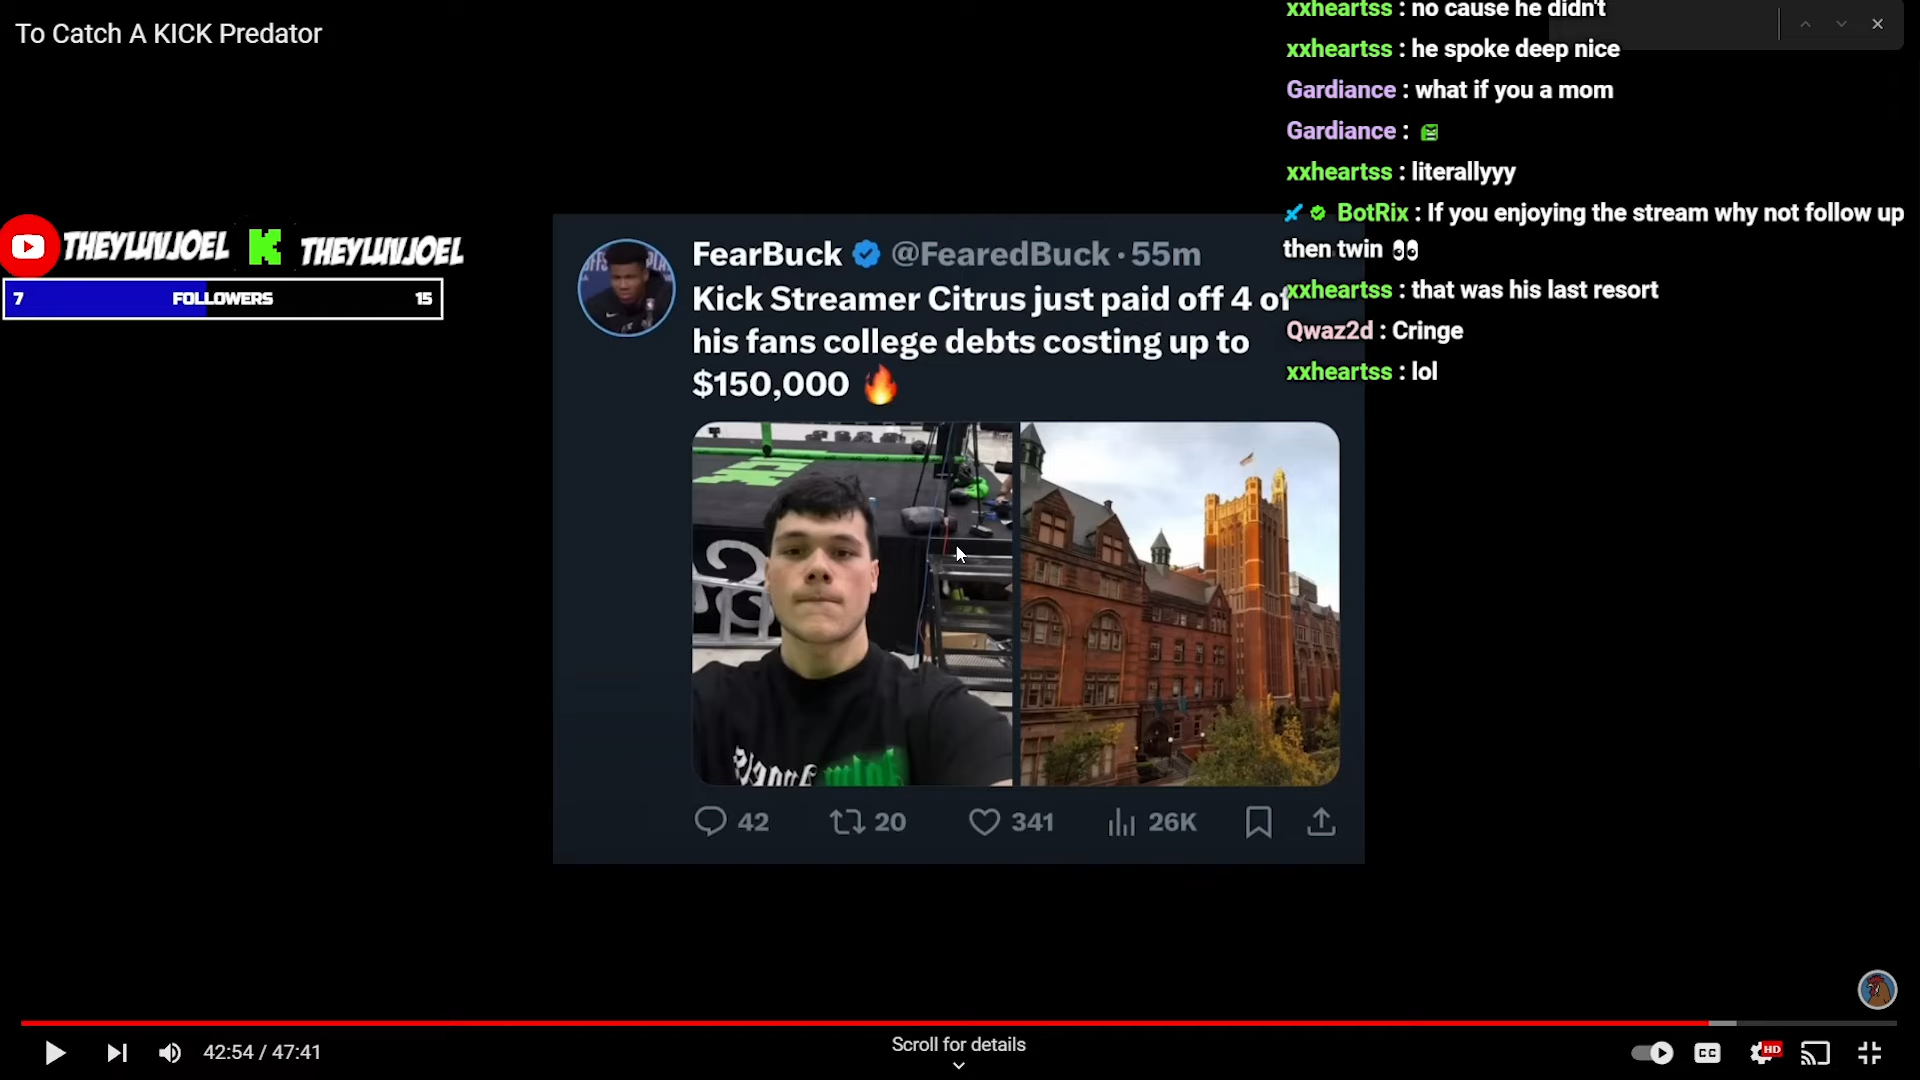 To Catch A KICK Predator
xxheartss : no cause he didn't
xxheartss : he spoke deep nice
Gardiance : what if you a mom
Gardiance :
xxheartss : literallyyy
BotRix : If you enjoying the stream why not follow up
then twin 👀
xxheartss : that was his last resort
Qwaz2d : Cringe
xxheartss : lol
THEYLUVJOEL THEYLUVJOEL
7 FOLLOWERS 15
FearBuck @FearedBuck · 55m
Kick Streamer Citrus just paid off 4 of
his fans college debts costing up to
$150,000 🔥
42 20 341 26K
42:54 / 47:41
Scroll for details
CC
HD